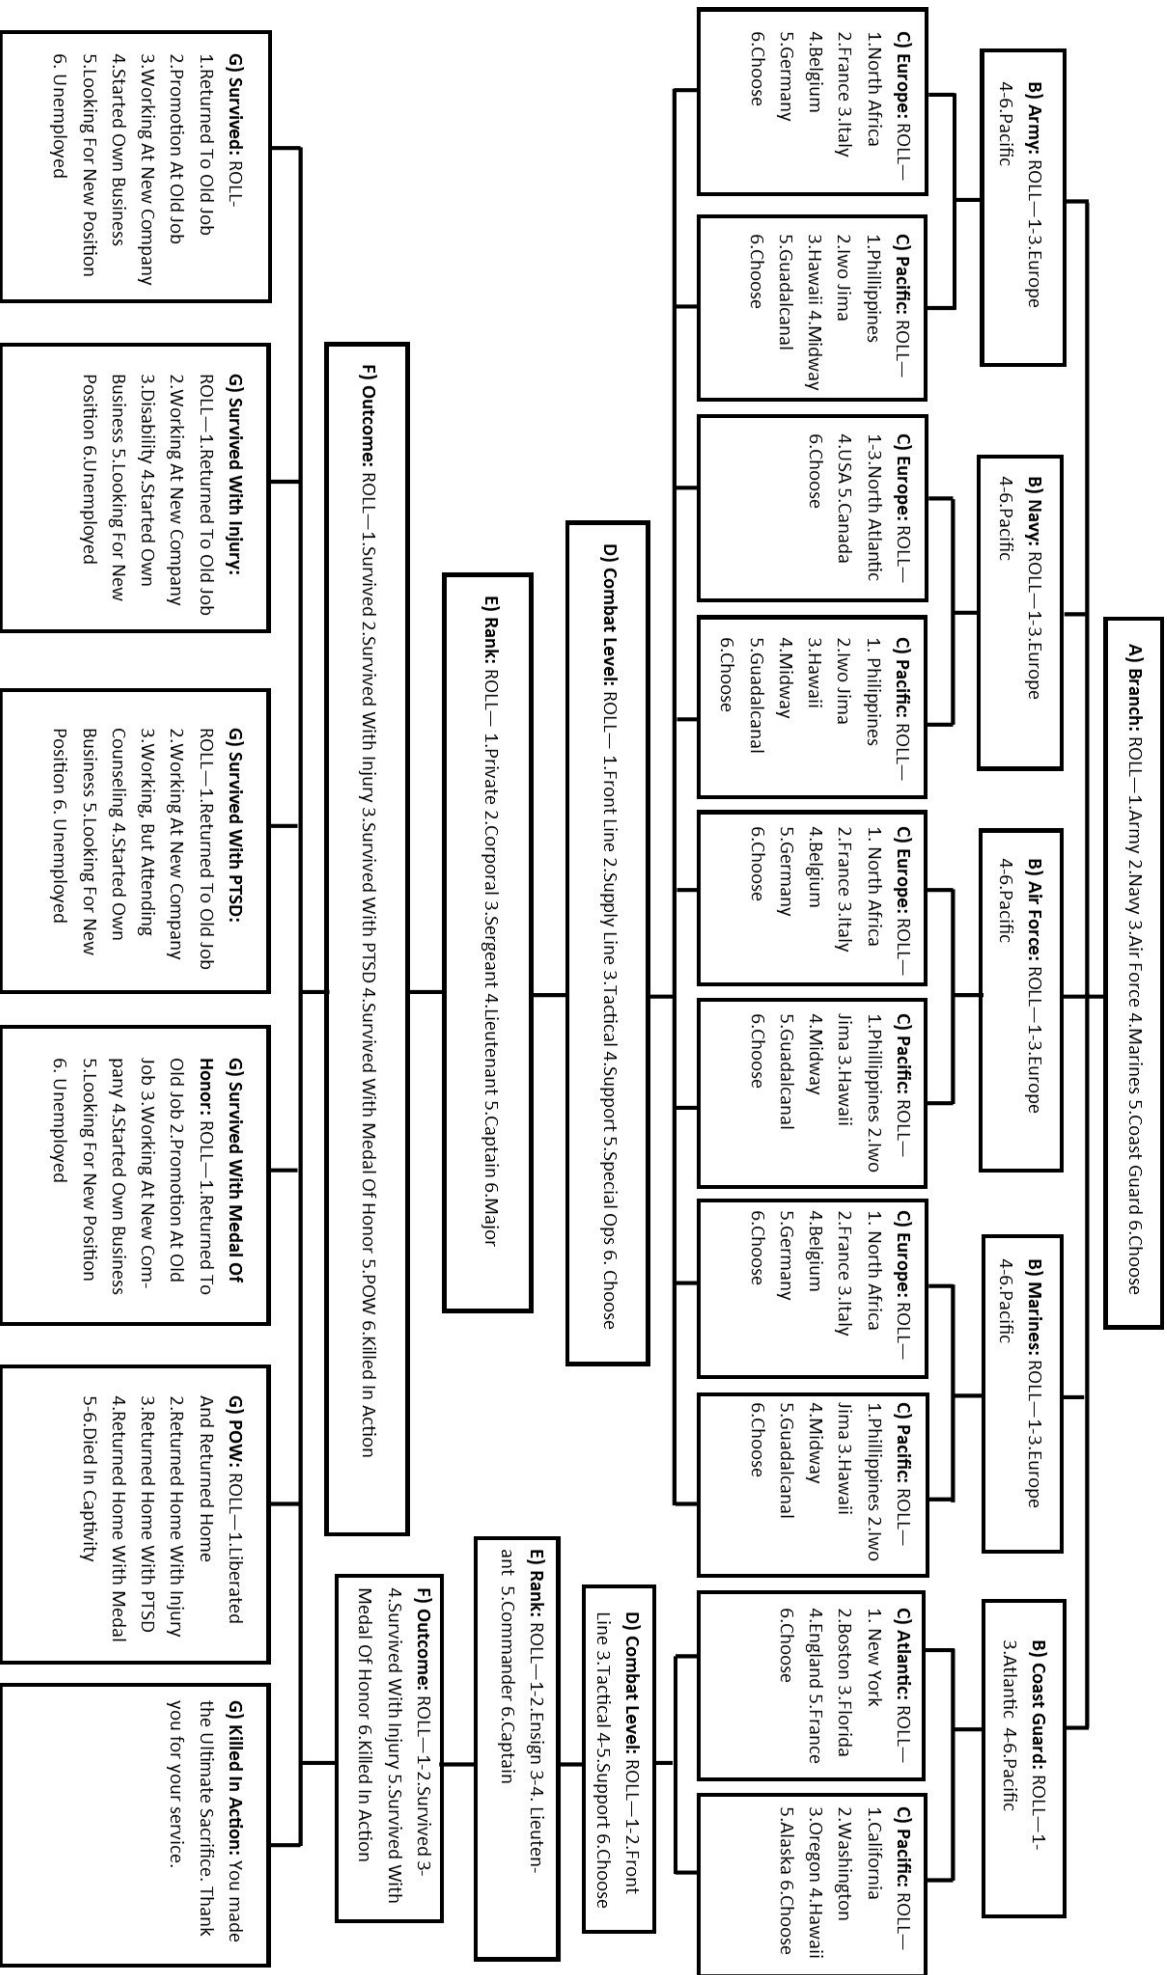 A) Branch: ROLL—1.Army 2.Navy 3.Air Force 4.Marines 5.Coast Guard 6.Choose
B) Army: ROLL—1-3.Europe
4-6.Pacific
B) Navy: ROLL—1-3.Europe
4-6.Pacific
B) Air Force: ROLL—1-3.Europe
4-6.Pacific
B) Marines: ROLL—1-3.Europe
4-6.Pacific
B) Coast Guard: ROLL—1-
3.Atlantic 4-6.Pacific
C) Europe: ROLL—
1.North Africa
2.France 3.Italy
4.Belgium
5.Germany
6.Choose
C) Pacific: ROLL—
1.Phillippines
2.Iwo Jima
3.Hawaii 4.Midway
5.Guadalcanal
6.Choose
C) Europe: ROLL—
1-3.North Atlantic
4.USA 5.Canada
6.Choose
C) Pacific: ROLL—
1. Philippines
2.Iwo Jima
3.Hawaii
4.Midway
5.Guadalcanal
6.Choose
C) Europe: ROLL—
1. North Africa
2.France 3.Italy
4.Belgium
5.Germany
6.Choose
C) Pacific: ROLL—
1.Phillippines 2.Iwo
Jima 3.Hawaii
4.Midway
5.Guadalcanal
6.Choose
C) Europe: ROLL—
1. North Africa
2.France 3.Italy
4.Belgium
5.Germany
6.Choose
C) Pacific: ROLL—
1.Phillippines 2.Iwo
Jima 3.Hawaii
4.Midway
5.Guadalcanal
6.Choose
C) Atlantic: ROLL—
1. New York
2.Boston 3.Florida
4.England 5.France
6.Choose
C) Pacific: ROLL—
1.California
2.Washington
3.Oregon 4.Hawaii
5.Alaska 6.Choose
D) Combat Level: ROLL— 1.Front Line 2.Supply Line 3.Tactical 4.Support 5.Special Ops 6. Choose
D) Combat Level: ROLL—1-2.Front
Line 3.Tactical 4-5.Support 6.Choose
E) Rank: ROLL— 1.Private 2.Corporal 3.Sergeant 4.Lieutenant 5.Captain 6.Major
E) Rank: ROLL—1-2.Ensign 3-4. Lieuten-
ant 5.Commander 6.Captain
F) Outcome: ROLL—1.Survived 2.Survived With Injury 3.Survived With PTSD 4.Survived With Medal Of Honor 5.POW 6.Killed In Action
F) Outcome: ROLL—1-2.Survived 3-
4.Survived With Injury 5.Survived With
Medal Of Honor 6.Killed In Action
G) Survived: ROLL-
1.Returned To Old Job
2.Promotion At Old Job
3.Working At New Company
4.Started Own Business
5.Looking For New Position
6. Unemployed
G) Survived With Injury:
ROLL—1.Returned To Old Job
2.Working At New Company
3.Disability 4.Started Own
Business 5.Looking For New
Position 6.Unemployed
G) Survived With PTSD:
ROLL—1.Returned To Old Job
2.Working At New Company
3.Working, But Attending
Counseling 4.Started Own
Business 5.Looking For New
Position 6. Unemployed
G) Survived With Medal Of
Honor: ROLL—1.Returned To
Old Job 2.Promotion At Old
Job 3.Working At New Com-
pany 4.Started Own Business
5.Looking For New Position
6. Unemployed
G) POW: ROLL—1.Liberated
And Returned Home
2.Returned Home With Injury
3.Returned Home With PTSD
4.Returned Home With Medal
5-6.Died In Captivity
G) Killed In Action: You made
the Ultimate Sacrifice. Thank
you for your service.